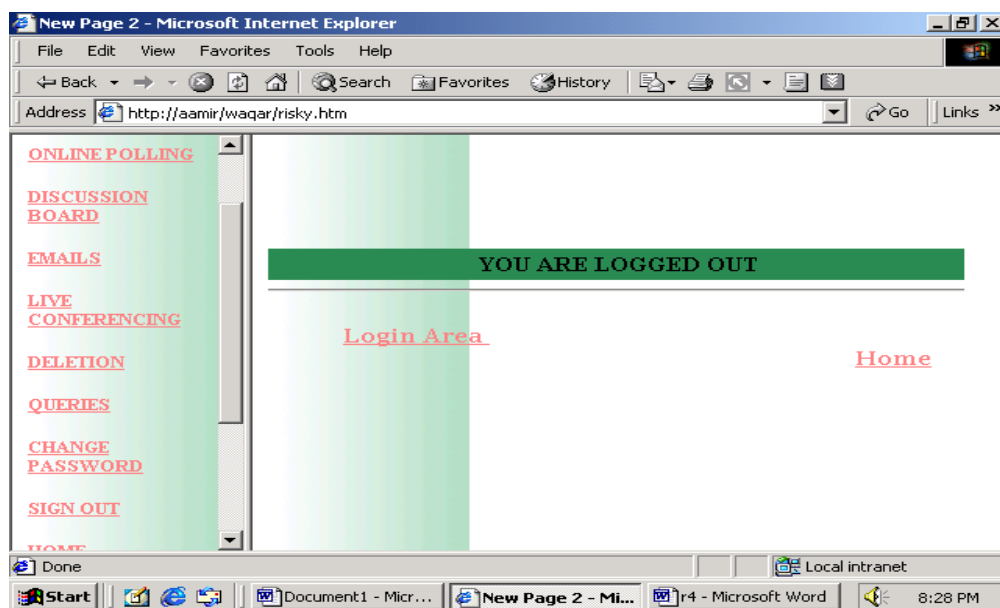 New Page 2 - Microsoft Internet Explorer
File Edit View Favorites Tools Help
Back Search Favorites History
Address http://aamir/waqar/risky.htm Go Links »
ONLINE POLLING
DISCUSSION
BOARD
EMAILS
LIVE
CONFERENCING
DELETION
QUERIES
CHANGE
PASSWORD
SIGN OUT
HOME
YOU ARE LOGGED OUT
Login Area
Home
Done Local intranet
Start Document1 - Micr... New Page 2 - Mi... r4 - Microsoft Word 8:28 PM